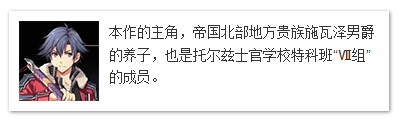 本作的主角，帝国北部地方贵族施瓦泽男爵
的养子，也是托尔兹士官学校特科班“Ⅶ组”
的成员。